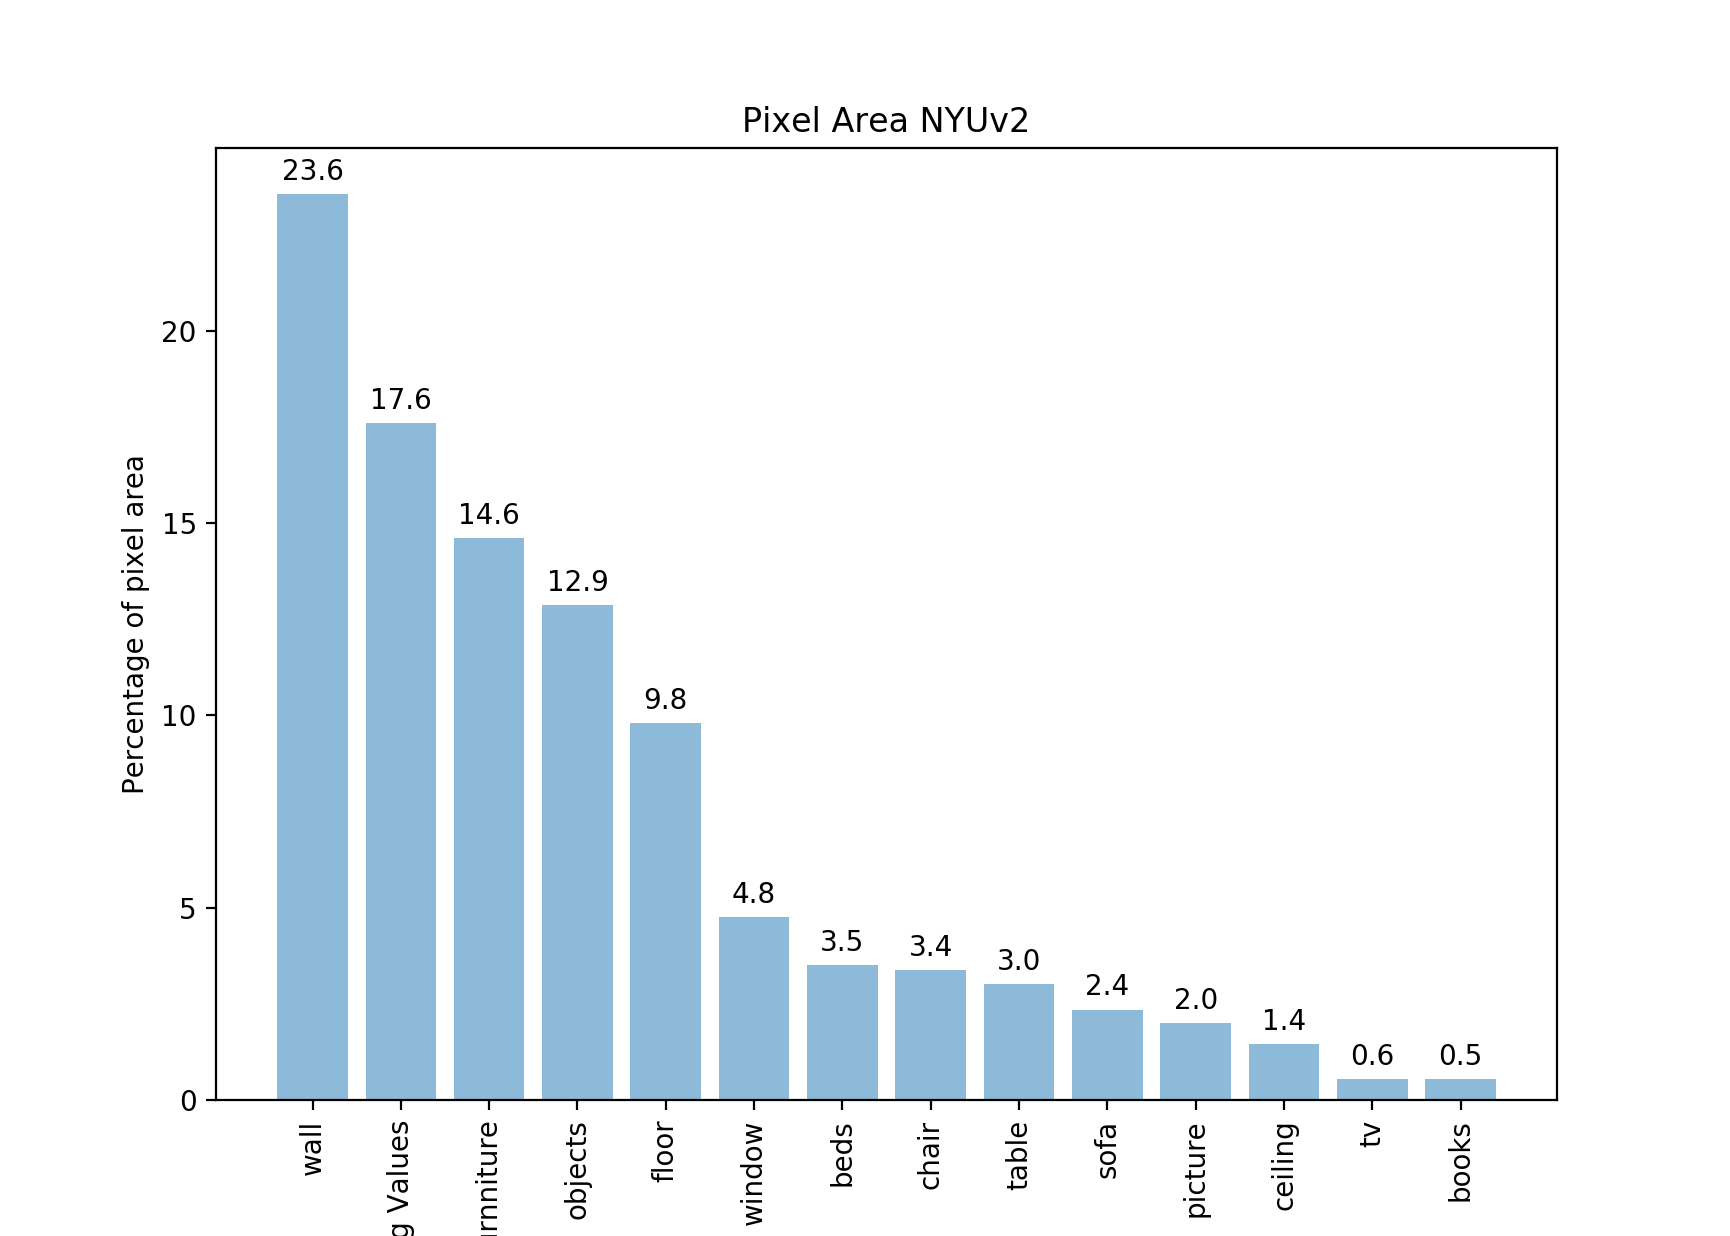 Pixel Area NYUv2
23.6
17.6
14.6
12.9
9.8
4.8
3.5
3.4
3.0
2.4
2.0
1.4
0.6
0.5
20
15
10
5
0
Percentage of pixel area
wall
g Values
urnniture
objects
floor
window
beds
chair
table
sofa
picture
ceiling
tv
books